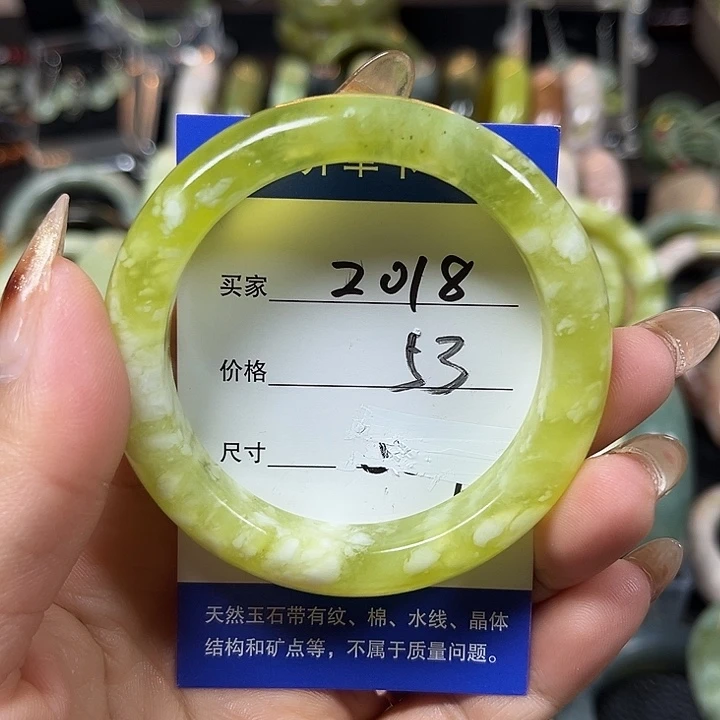 买家 2018
价格 53
尺寸
天然玉石带有纹、棉、水线、晶体
结构和矿点等，不属于质量问题。